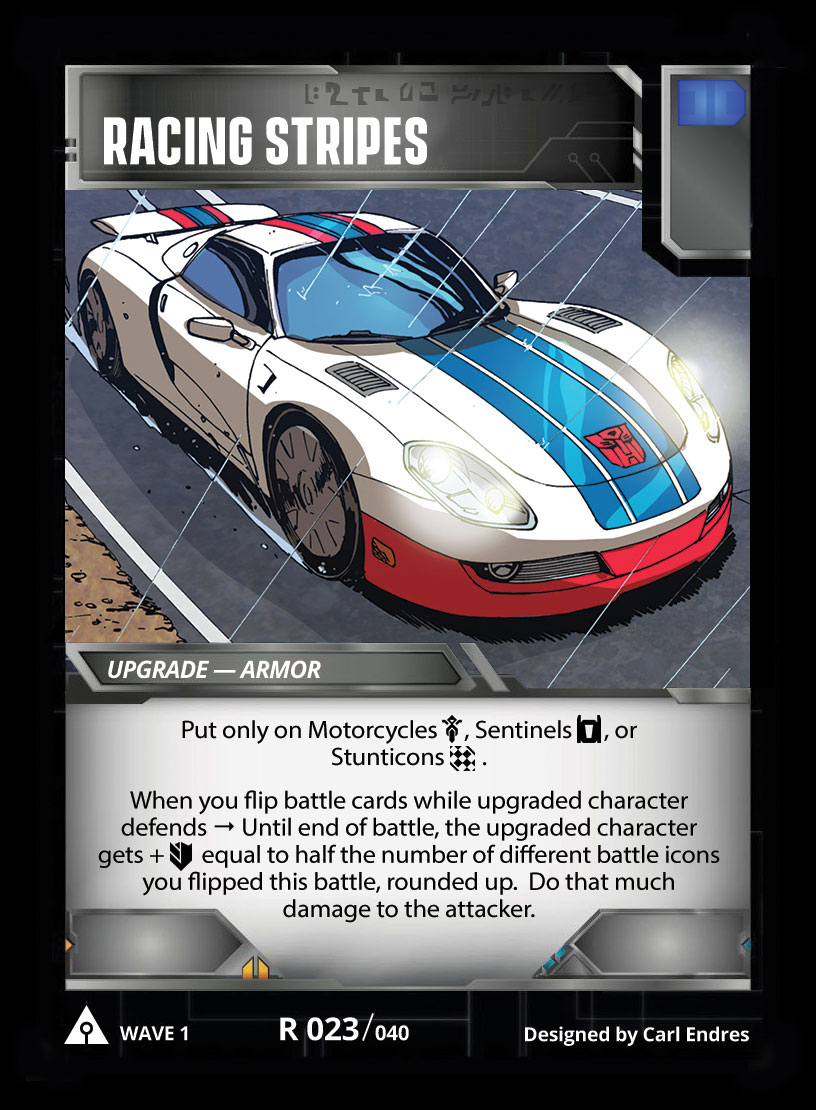 RACING STRIPES
UPGRADE — ARMOR
Put only on Motorcycles , Sentinels , or
Stunticons .
When you flip battle cards while upgraded character
defends → Until end of battle, the upgraded character
gets + equal to half the number of different battle icons
you flipped this battle, rounded up. Do that much
damage to the attacker.
WAVE 1
R 023/040
Designed by Carl Endres